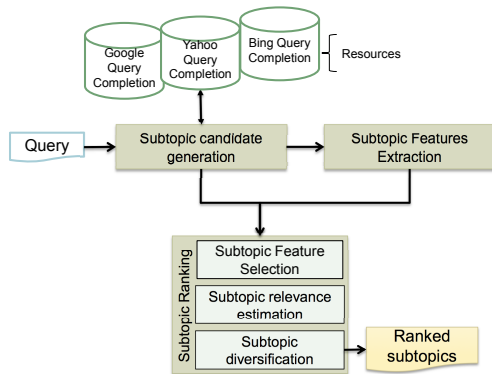 Google
Query
Completion
Yahoo
Query
Completion
Bing Query
Completion
Resources
Query
Subtopic candidate
generation
Subtopic Features
Extraction
Subtopic Ranking
Subtopic Feature
Selection
Subtopic relevance
estimation
Subtopic
diversification
Ranked
subtopics